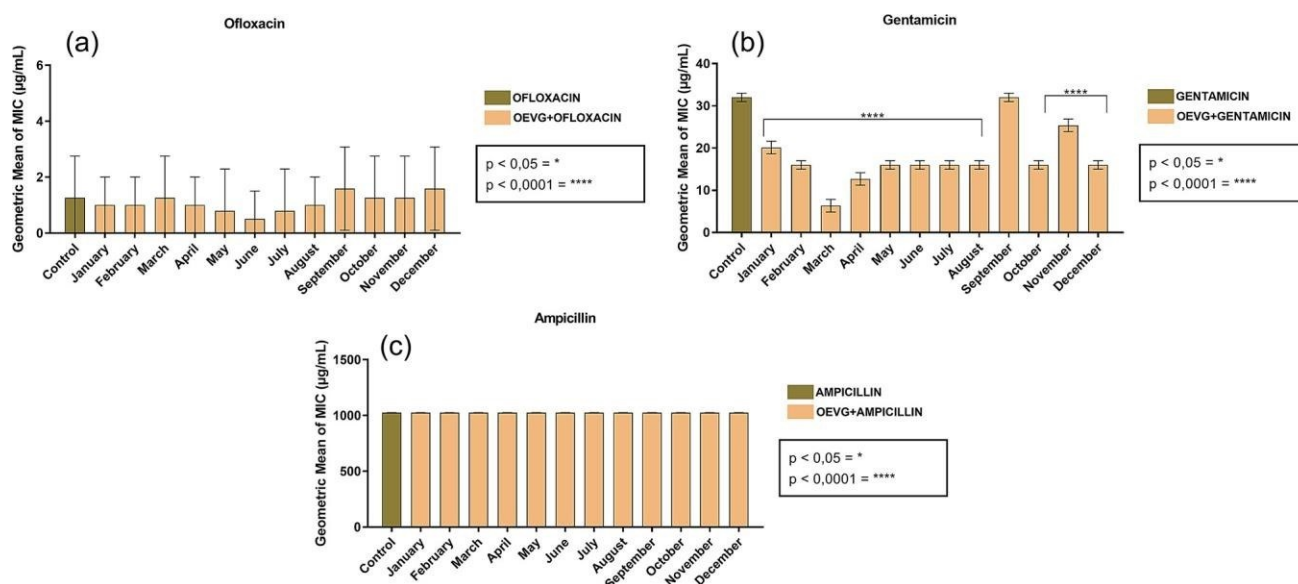 Ofloxacin
(a)
Geometric Mean of MIC (µg/mL)
6
4
2
0
Control
January
February
March
April
May
June
July
August
September
October
November
December
OFLOXACIN
OEVG+OFLOXACIN
p < 0,05 = *
p < 0,0001 = ****
Gentamicin
(b)
Geometric Mean of MIC (µg/mL)
40
30
20
10
0
****
****
Control
January
February
March
April
May
June
July
August
September
October
November
December
GENTAMICIN
OEVG+GENTAMICIN
p < 0,05 = *
p < 0,0001 = ****
Ampicillin
(c)
Geometric Mean of MIC (µg/mL)
1500
1000
500
0
Control
January
February
March
April
May
June
July
August
September
October
November
December
AMPICILLIN
OEVG+AMPICILLIN
p < 0,05 = *
p < 0,0001 = ****